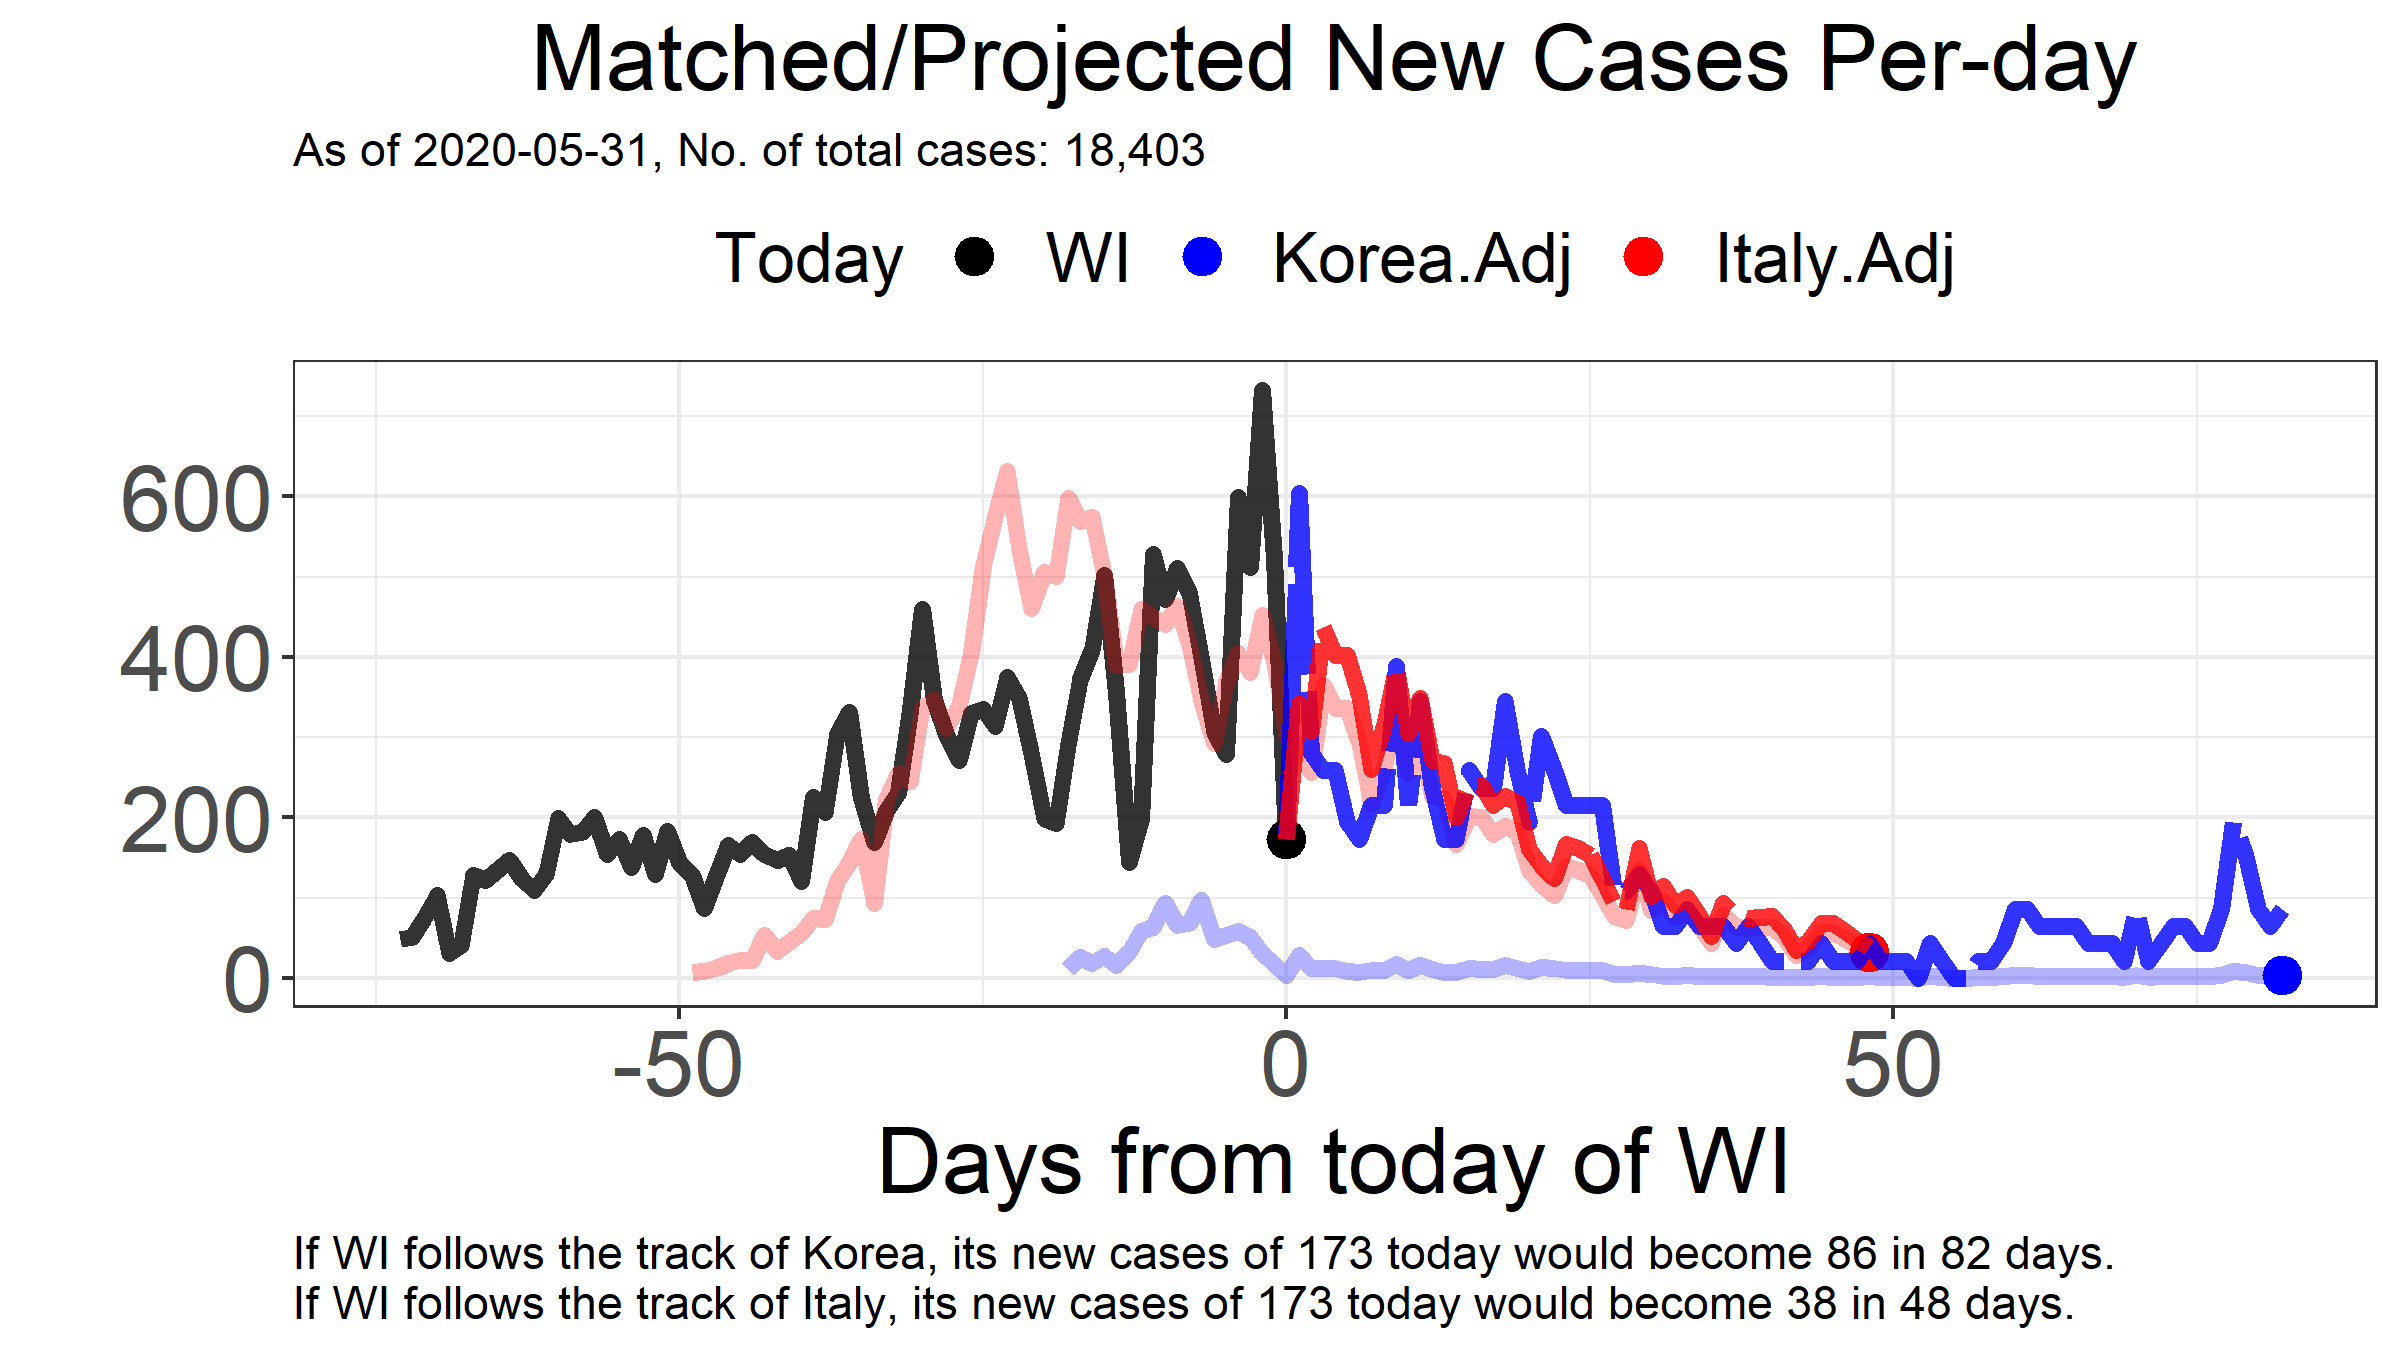 Matched/Projected New Cases Per-day
As of 2020-05-31, No. of total cases: 18,403
Today WI Korea.Adj Italy.Adj
600
400
200
0
-50 0 50
Days from today of WI
If WI follows the track of Korea, its new cases of 173 today would become 86 in 82 days.
If WI follows the track of Italy, its new cases of 173 today would become 38 in 48 days.